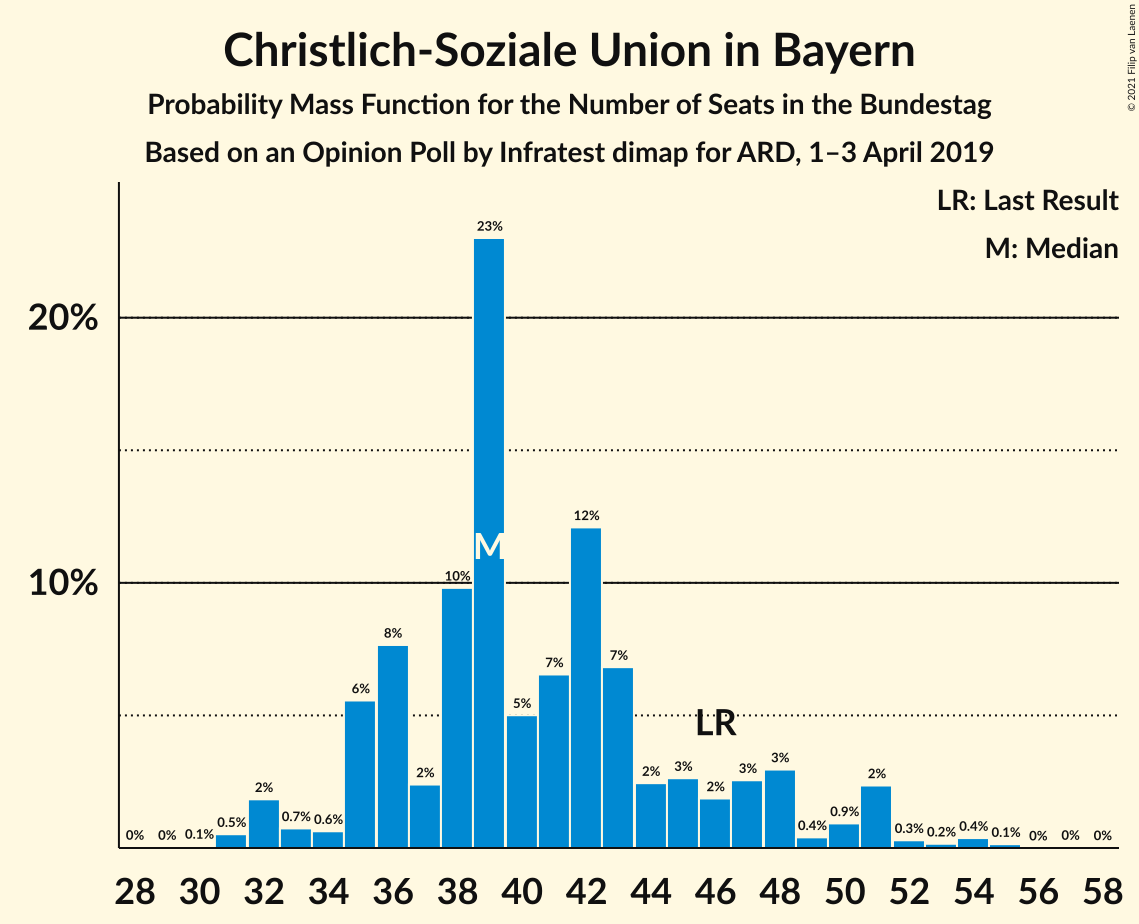 Christlich-Soziale Union in Bayern
Probability Mass Function for the Number of Seats in the Bundestag
Based on an Opinion Poll by Infratest dimap for ARD, 1–3 April 2019
© 2021 Filip van Laenen
LR: Last Result
M: Median
20%
10%
0% 0% 0.1% 0.5% 2% 0.7% 0.6% 6% 8% 2% 10% 23% 5% 7% 12% 7% 2% 3% 2% 3% 3% 0.4% 0.9% 2% 0.3% 0.2% 0.4% 0.1% 0% 0% 0%
M
LR
28 30 32 34 36 38 40 42 44 46 48 50 52 54 56 58